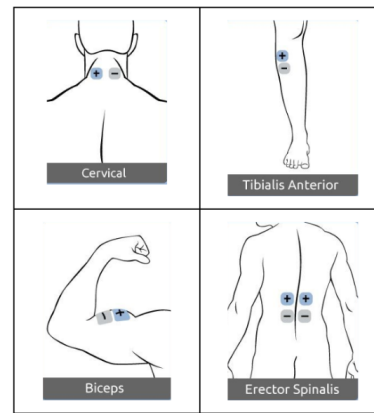 + −
Cervical
+
−
Tibialis Anterior
− +
Biceps
+ +
− −
Erector Spinalis